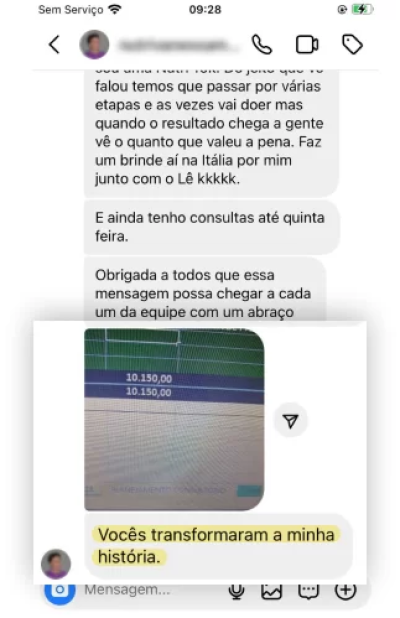 Sem Serviço
09:28
falou temos que passar por várias
etapas e as vezes vai doer mas
quando o resultado chega a gente
vê o quanto que valeu a pena. Faz
um brinde aí na Itália por mim
junto com o Lê kkkkk.
E ainda tenho consultas até quinta
feira.
Obrigada a todos que essa
mensagem possa chegar a cada
um da equipe com um abraço
10.150,00
10.150,00
Vocês transformaram a minha
história.
Mensagem...